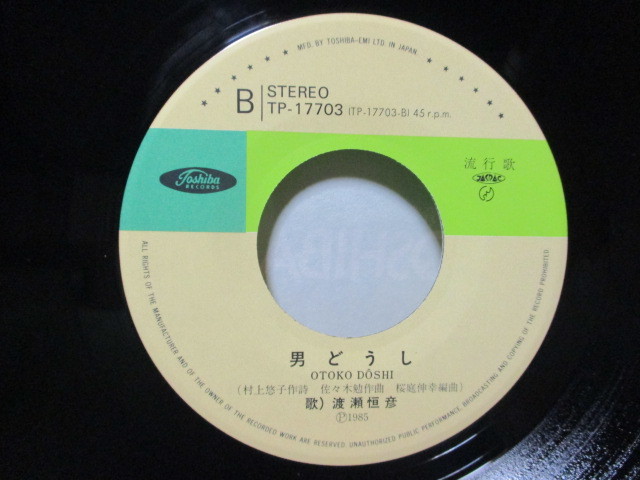 MFD. BY TOSHIBA-EMI LTD. IN JAPAN.
B
STEREO
TP-17703 (TP-17703-B) 45 r.p.m.
Toshiba
RECORDS
流行歌
JASRAC
男どうし
OTOKO DŌSHI
(村上悠子作詩 佐々木勉作曲 桜庭伸幸編曲)
歌) 渡瀬恒彦
Ⓟ1985
ALL RIGHTS OF THE MANUFACTURER AND OF THE OWNER OF THE RECORDED WORK ARE RESERVED. UNAUTHORIZED PUBLIC PERFORMANCE, BROADCASTING AND COPYING OF THE RECORD PROHIBITED.